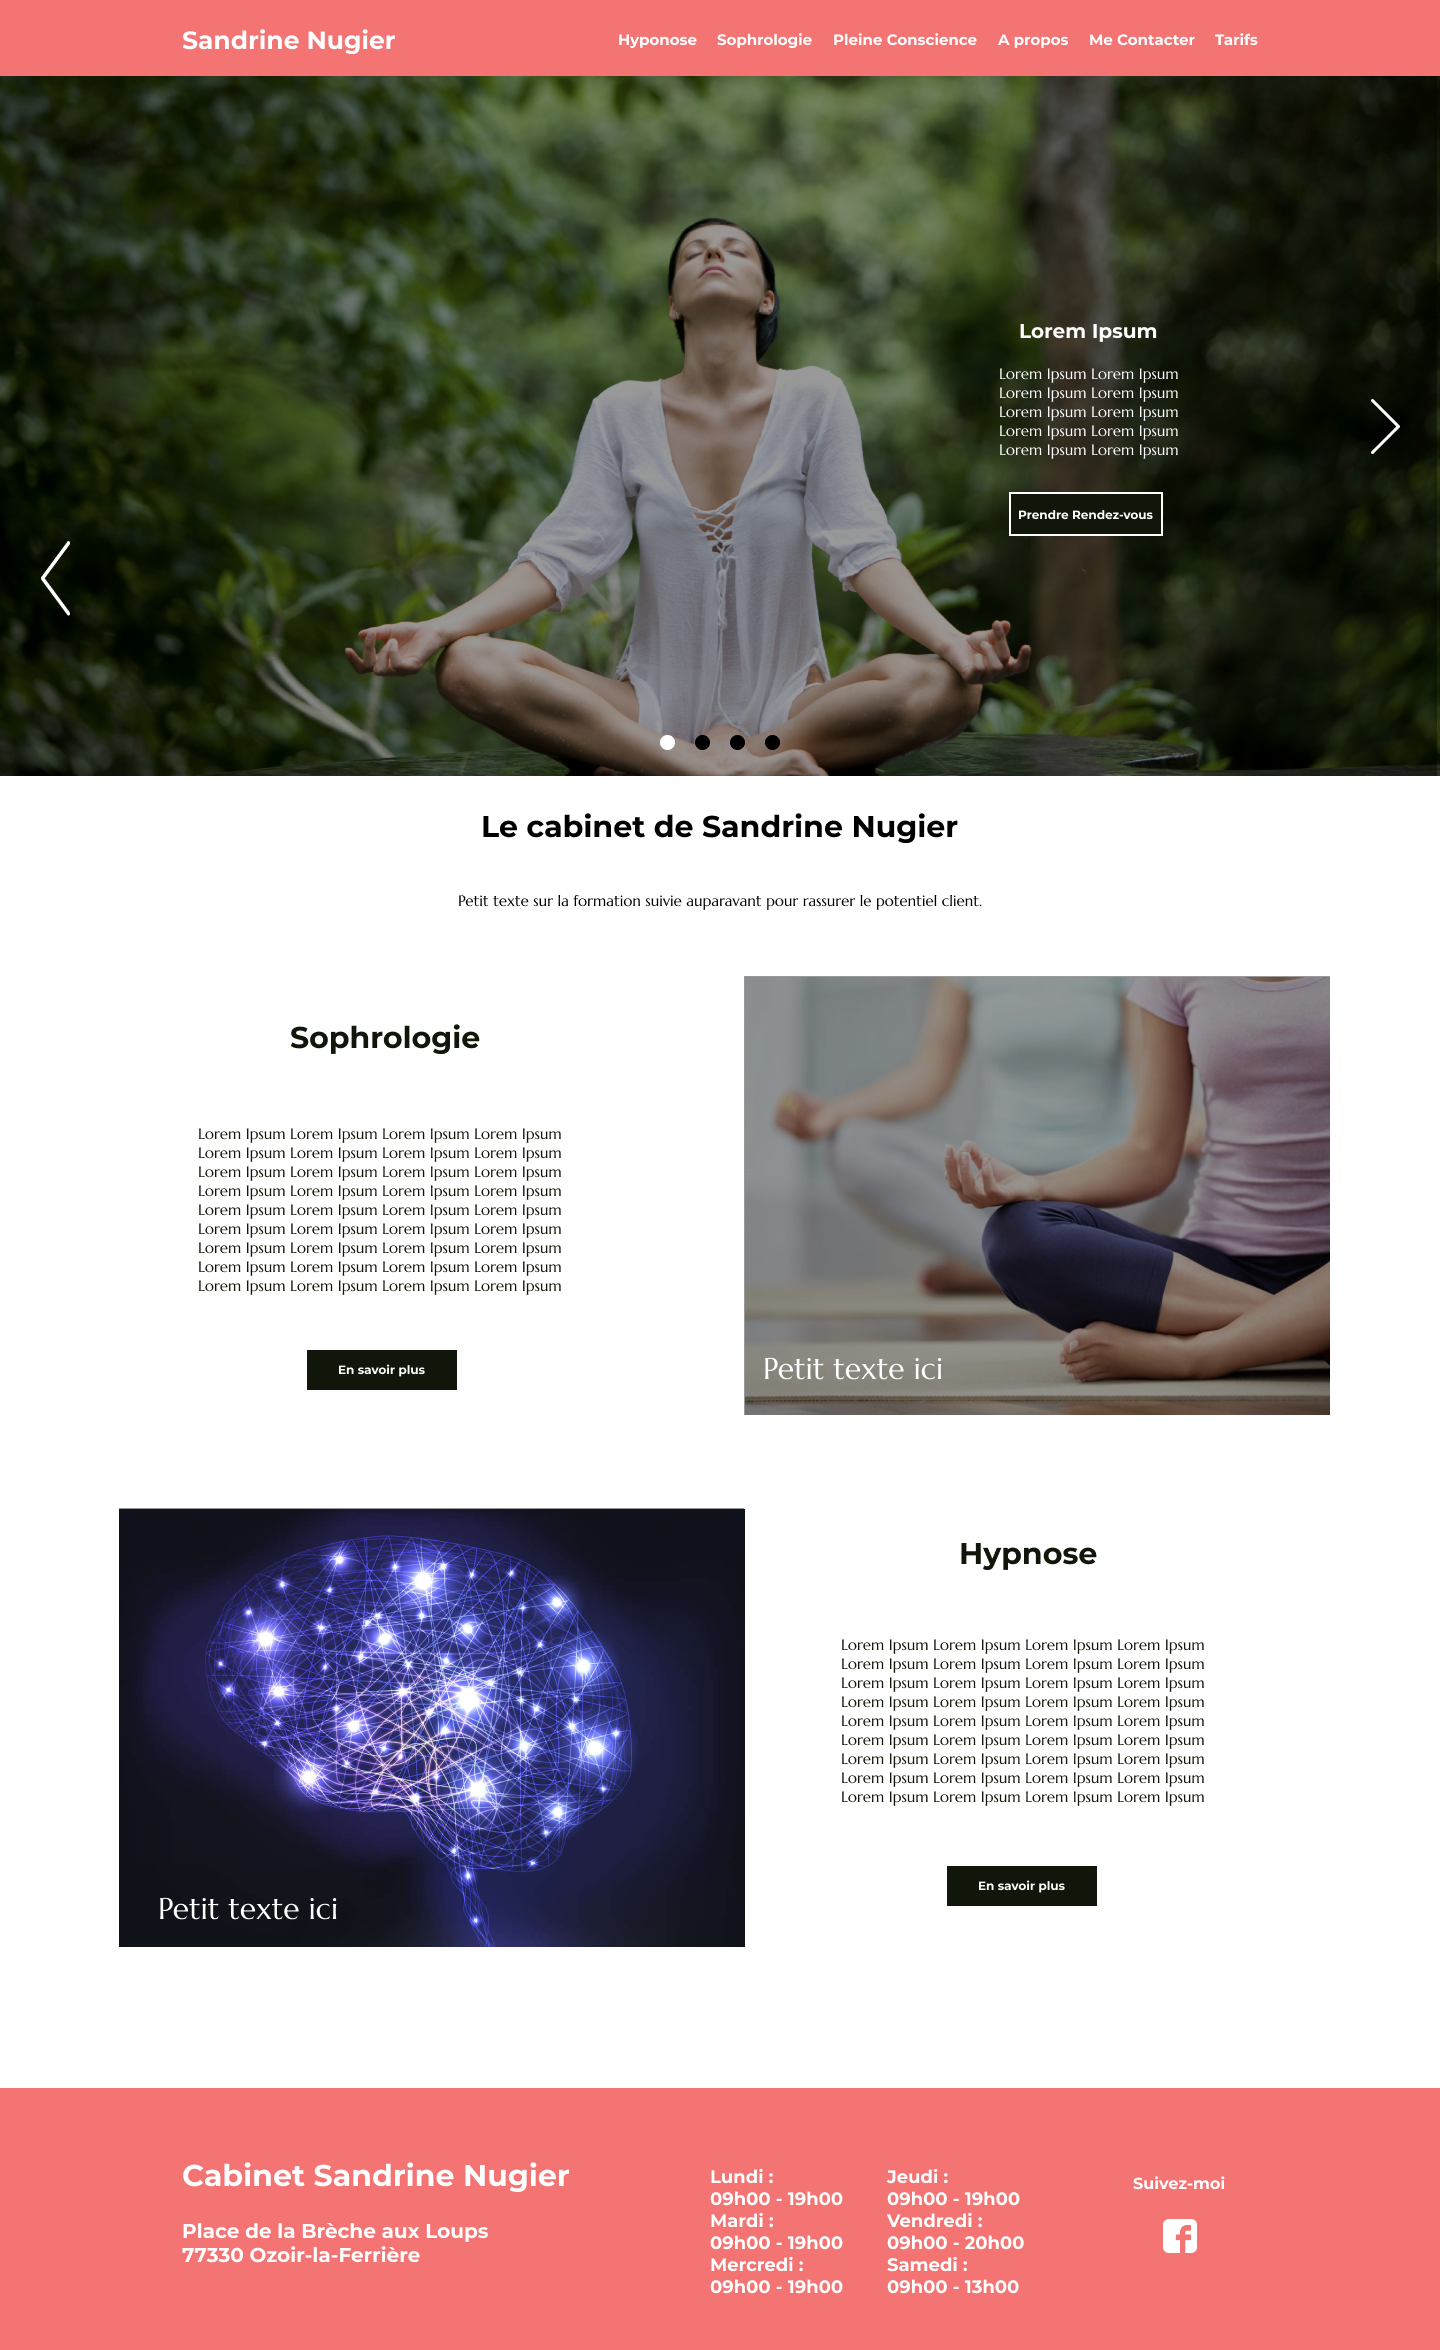 Sandrine Nugier
Hyponose Sophrologie Pleine Conscience A propos Me Contacter Tarifs
Lorem Ipsum
Lorem Ipsum Lorem Ipsum
Lorem Ipsum Lorem Ipsum
Lorem Ipsum Lorem Ipsum
Lorem Ipsum Lorem Ipsum
Lorem Ipsum Lorem Ipsum
Prendre Rendez-vous
Le cabinet de Sandrine Nugier
Petit texte sur la formation suivie auparavant pour rassurer le potentiel client.
Sophrologie
Lorem Ipsum Lorem Ipsum Lorem Ipsum Lorem Ipsum
Lorem Ipsum Lorem Ipsum Lorem Ipsum Lorem Ipsum
Lorem Ipsum Lorem Ipsum Lorem Ipsum Lorem Ipsum
Lorem Ipsum Lorem Ipsum Lorem Ipsum Lorem Ipsum
Lorem Ipsum Lorem Ipsum Lorem Ipsum Lorem Ipsum
Lorem Ipsum Lorem Ipsum Lorem Ipsum Lorem Ipsum
Lorem Ipsum Lorem Ipsum Lorem Ipsum Lorem Ipsum
Lorem Ipsum Lorem Ipsum Lorem Ipsum Lorem Ipsum
Lorem Ipsum Lorem Ipsum Lorem Ipsum Lorem Ipsum
En savoir plus
Petit texte ici
Petit texte ici
Hypnose
Lorem Ipsum Lorem Ipsum Lorem Ipsum Lorem Ipsum
Lorem Ipsum Lorem Ipsum Lorem Ipsum Lorem Ipsum
Lorem Ipsum Lorem Ipsum Lorem Ipsum Lorem Ipsum
Lorem Ipsum Lorem Ipsum Lorem Ipsum Lorem Ipsum
Lorem Ipsum Lorem Ipsum Lorem Ipsum Lorem Ipsum
Lorem Ipsum Lorem Ipsum Lorem Ipsum Lorem Ipsum
Lorem Ipsum Lorem Ipsum Lorem Ipsum Lorem Ipsum
Lorem Ipsum Lorem Ipsum Lorem Ipsum Lorem Ipsum
Lorem Ipsum Lorem Ipsum Lorem Ipsum Lorem Ipsum
En savoir plus
Cabinet Sandrine Nugier
Place de la Brèche aux Loups
77330 Ozoir-la-Ferrière
Lundi :
09h00 - 19h00
Mardi :
09h00 - 19h00
Mercredi :
09h00 - 19h00
Jeudi :
09h00 - 19h00
Vendredi :
09h00 - 20h00
Samedi :
09h00 - 13h00
Suivez-moi